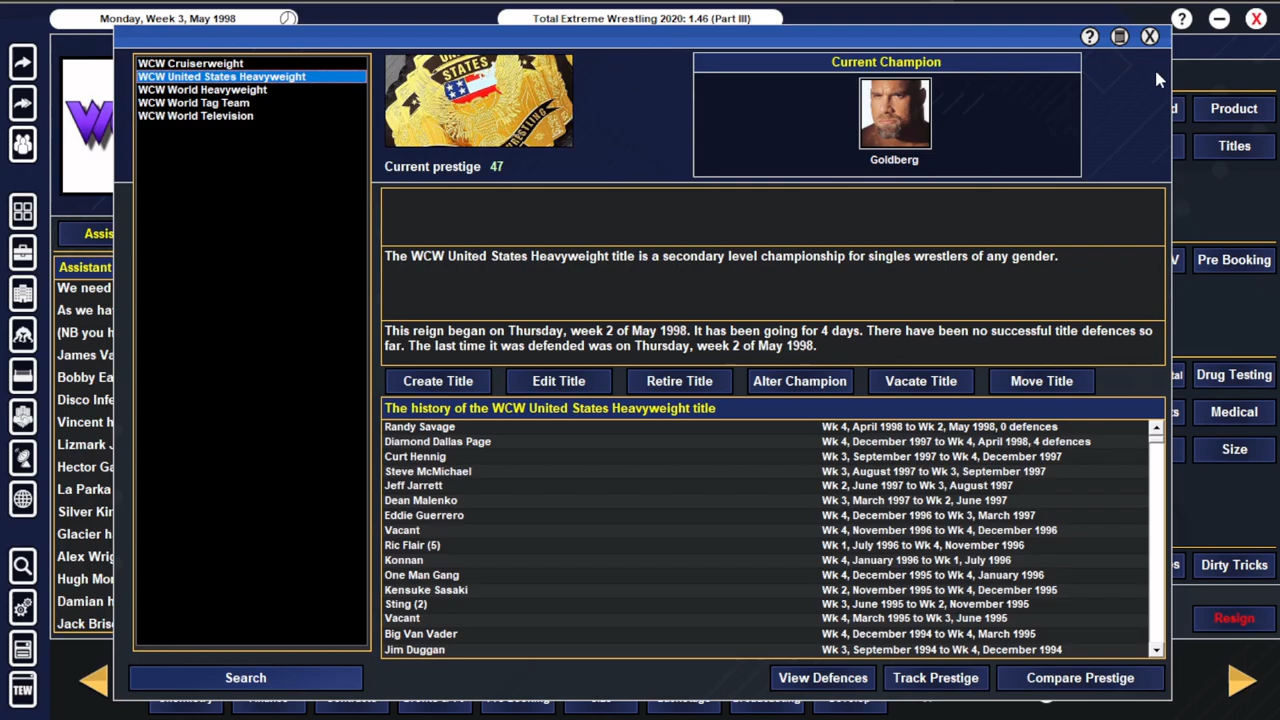 Monday, Week 3, May 1998
Total Extreme Wrestling 2020: 1.46 (Part III)
WCW Cruiserweight
WCW United States Heavyweight
WCW World Heavyweight
WCW World Tag Team
WCW World Television
STATES
Current prestige 47
Current Champion
Goldberg
Product
Titles
Assis
Assistant
We need
As we ha
(NB you h
James Va
Bobby Ea
Disco Infe
Vincent h
Lizmark J
Hector Ga
La Parka
Silver Kin
Glacier h
Alex Wrig
Hugh Mor
Damian h
Jack Bris
The WCW United States Heavyweight title is a secondary level championship for singles wrestlers of any gender.
This reign began on Thursday, week 2 of May 1998. It has been going for 4 days. There have been no successful title defences so
far. The last time it was defended was on Thursday, week 2 of May 1998.
Create Title
Edit Title
Retire Title
Alter Champion
Vacate Title
Move Title
The history of the WCW United States Heavyweight title
Randy Savage Wk 4, April 1998 to Wk 2, May 1998, 0 defences
Diamond Dallas Page Wk 4, December 1997 to Wk 4, April 1998, 4 defences
Curt Hennig Wk 3, September 1997 to Wk 4, December 1997
Steve McMichael Wk 3, August 1997 to Wk 3, September 1997
Jeff Jarrett Wk 2, June 1997 to Wk 3, August 1997
Dean Malenko Wk 3, March 1997 to Wk 2, June 1997
Eddie Guerrero Wk 4, December 1996 to Wk 3, March 1997
Vacant Wk 4, November 1996 to Wk 4, December 1996
Ric Flair (5) Wk 1, July 1996 to Wk 4, November 1996
Konnan Wk 4, January 1996 to Wk 1, July 1996
One Man Gang Wk 4, December 1995 to Wk 4, January 1996
Kensuke Sasaki Wk 2, November 1995 to Wk 4, December 1995
Sting (2) Wk 3, June 1995 to Wk 2, November 1995
Vacant Wk 4, March 1995 to Wk 3, June 1995
Big Van Vader Wk 4, December 1994 to Wk 4, March 1995
Jim Duggan Wk 3, September 1994 to Wk 4, December 1994
Search
View Defences
Track Prestige
Compare Prestige
Pre Booking
Drug Testing
Medical
Size
Dirty Tricks
Resign
TEW